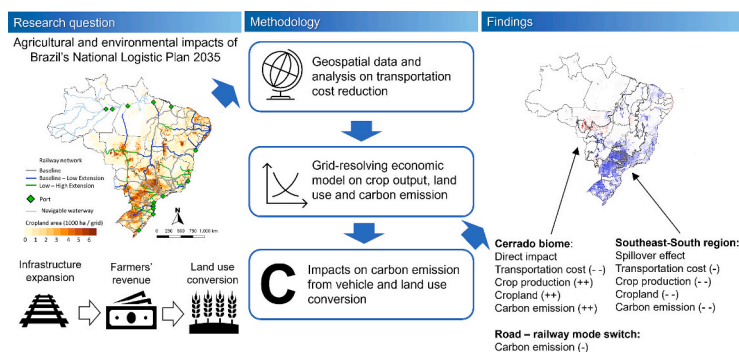 Research question
Agricultural and environmental impacts of
Brazil's National Logistic Plan 2035
Railway network
Baseline
Baseline – Low Extension
Low – High Extension
Port
Navigable waterway
Cropland area (1000 ha / grid)
0 1 2 3 4 5 6
N
0 250 500 750 1.000 km
Infrastructure
expansion
Farmers'
revenue
Land use
conversion
Methodology
Geospatial data and
analysis on transportation
cost reduction
Grid-resolving economic
model on crop output, land
use and carbon emission
C
Impacts on carbon emission
from vehicle and land use
conversion
Findings
Cerrado biome:
Direct impact
Transportation cost (- -)
Crop production (++)
Cropland (++)
Carbon emission (++)
Southeast-South region:
Spillover effect
Transportation cost (-)
Crop production (- -)
Cropland (- -)
Carbon emission (- -)
Road – railway mode switch:
Carbon emission (-)